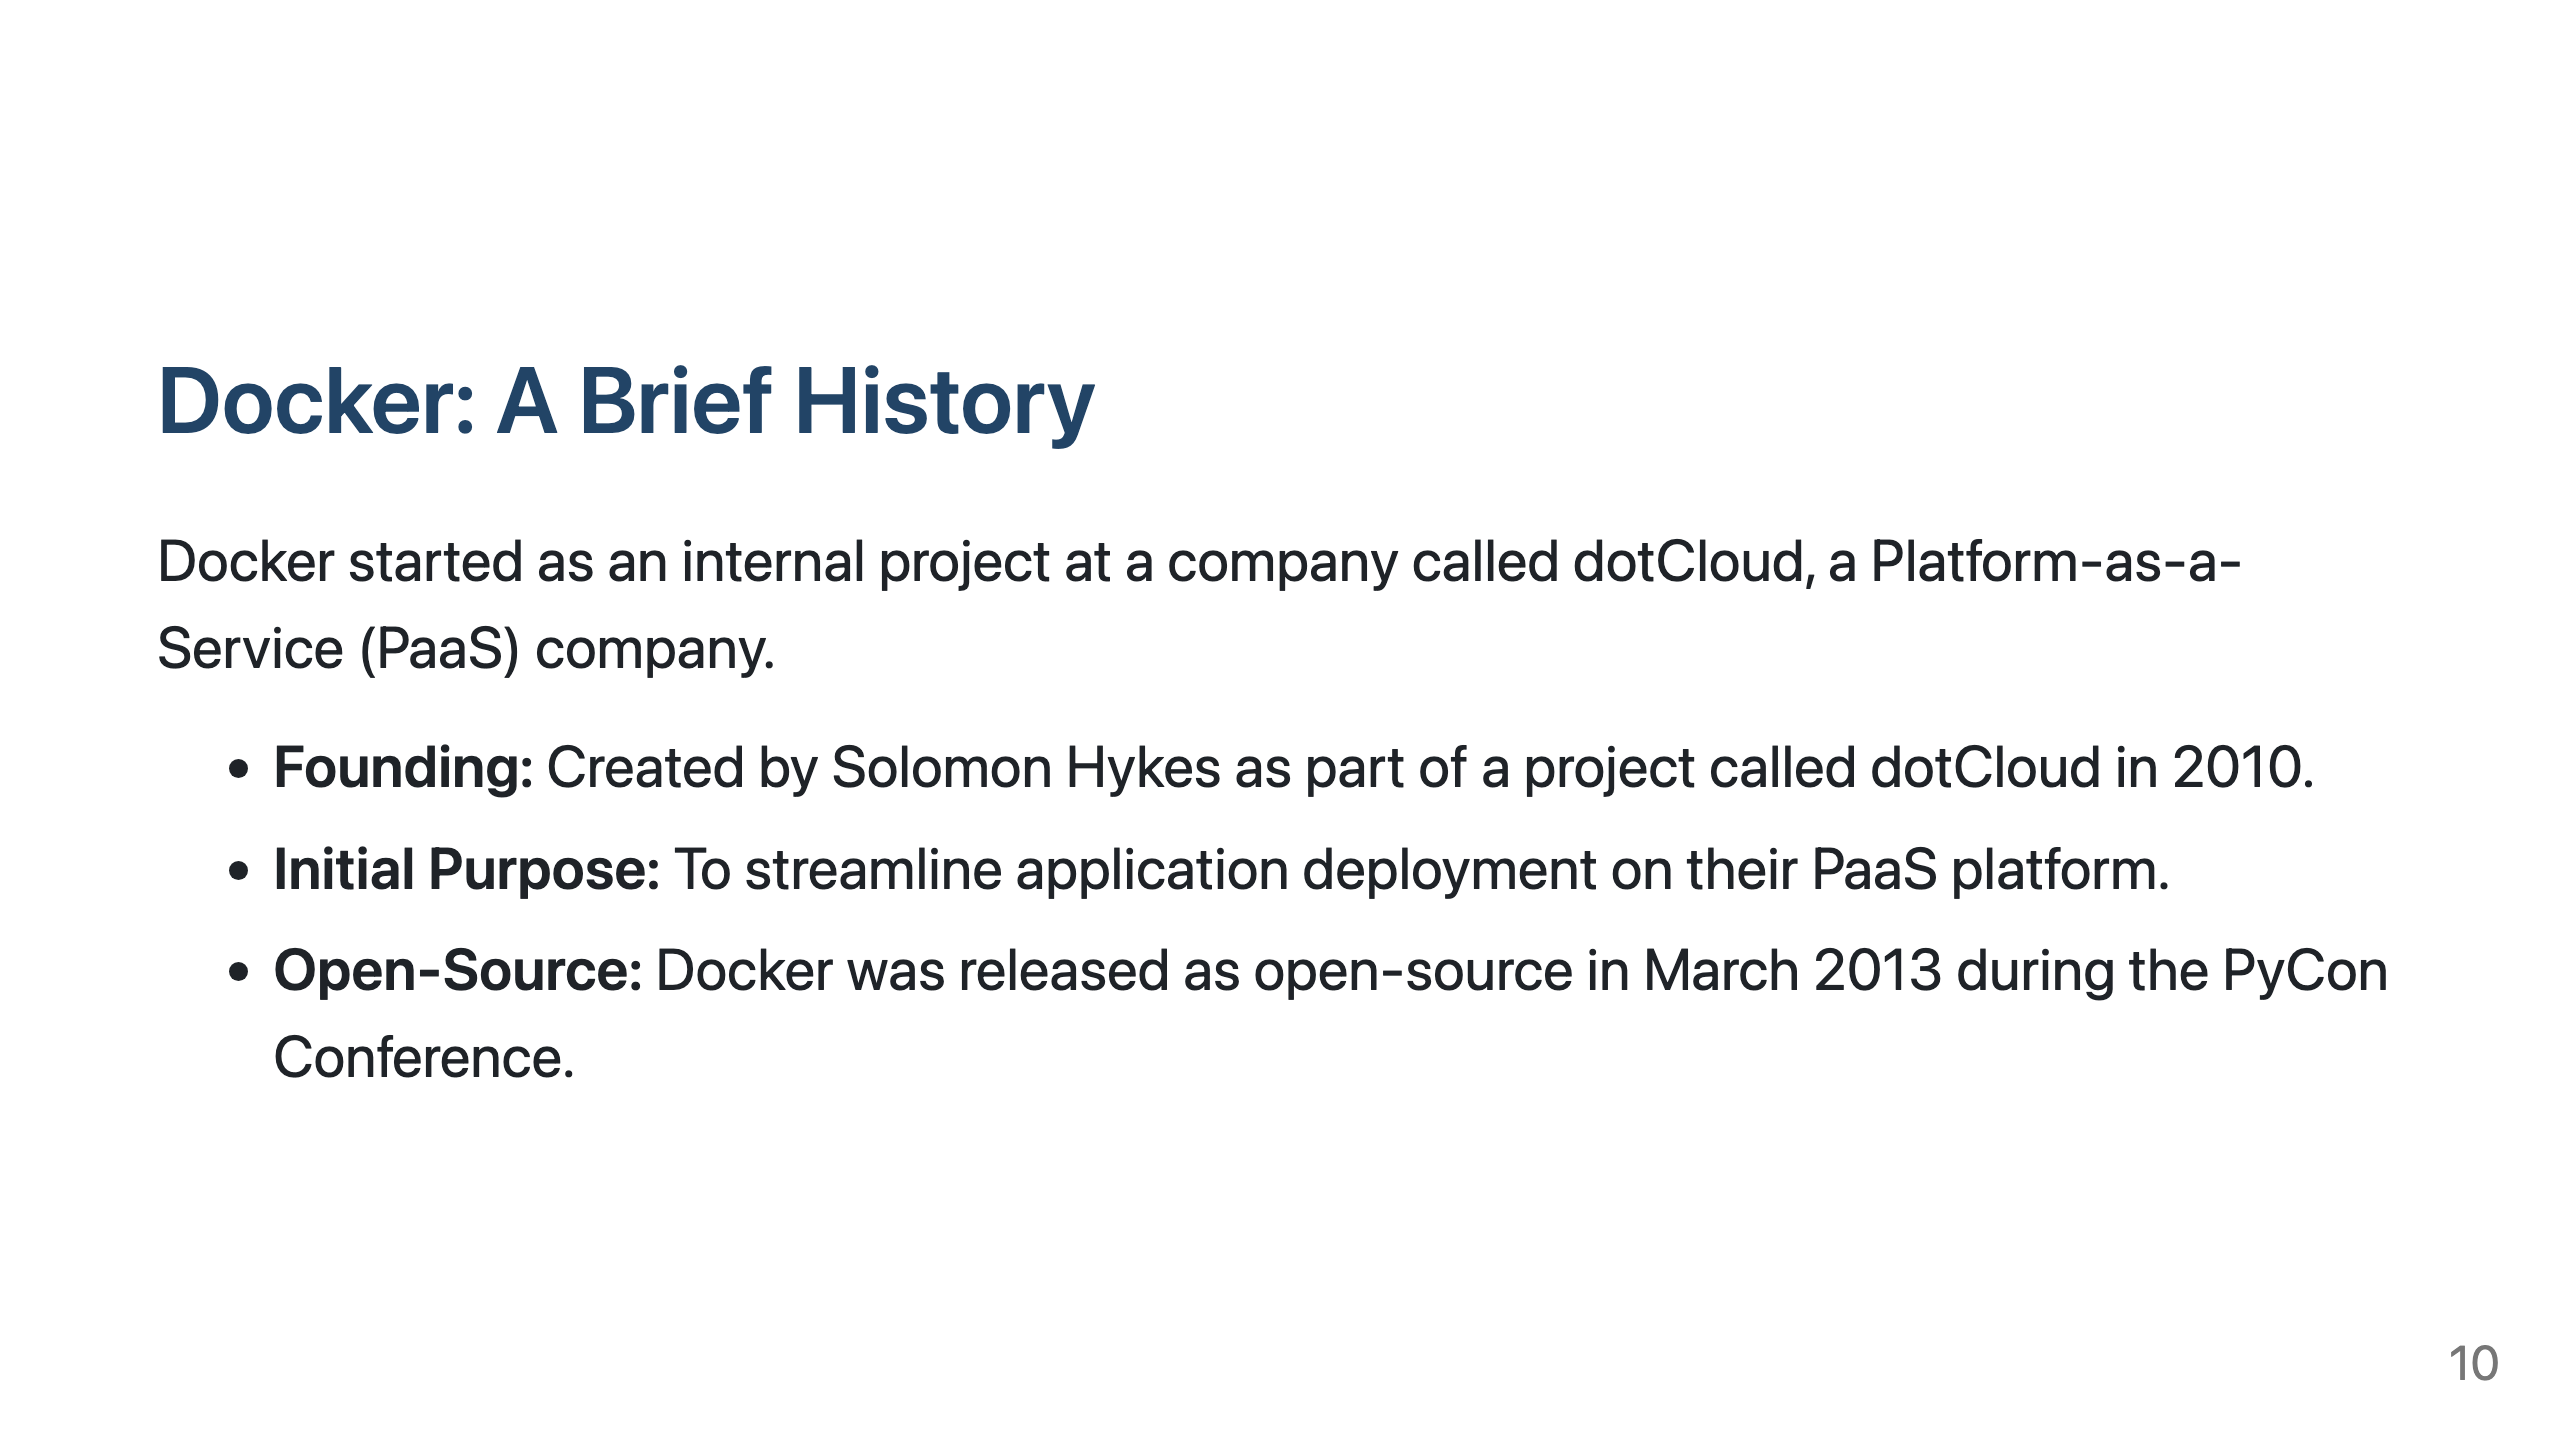 Docker: A Brief History
Docker started as an internal project at a company called dotCloud, a Platform-as-a-
Service (PaaS) company.
• Founding: Created by Solomon Hykes as part of a project called dotCloud in 2010.
• Initial Purpose: To streamline application deployment on their PaaS platform.
• Open-Source: Docker was released as open-source in March 2013 during the PyCon
Conference.
10